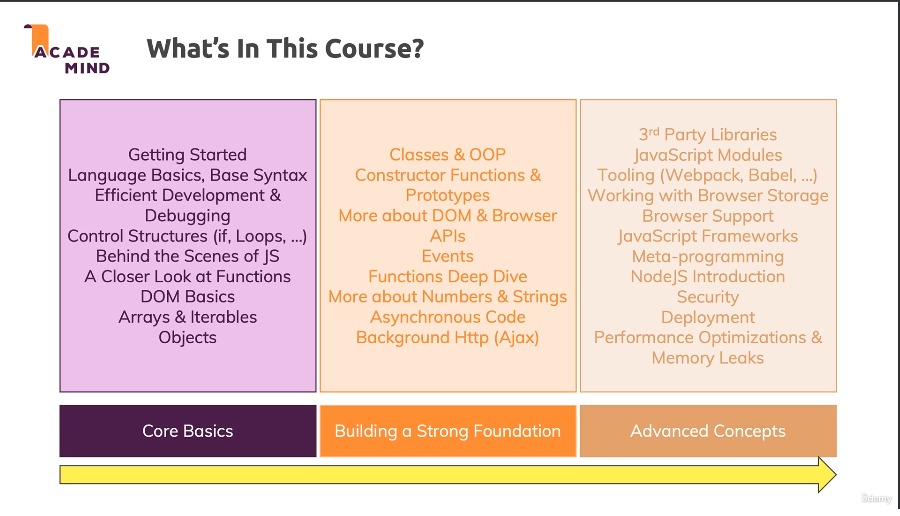 ACADE
MIND
What's In This Course?
Getting Started
Language Basics, Base Syntax
Efficient Development &
Debugging
Control Structures (if, Loops, ...)
Behind the Scenes of JS
A Closer Look at Functions
DOM Basics
Arrays & Iterables
Objects
Core Basics
Classes & OOP
Constructor Functions &
Prototypes
More about DOM & Browser
APIs
Events
Functions Deep Dive
More about Numbers & Strings
Asynchronous Code
Background Http (Ajax)
Building a Strong Foundation
3rd Party Libraries
JavaScript Modules
Tooling (Webpack, Babel, ...)
Working with Browser Storage
Browser Support
JavaScript Frameworks
Meta-programming
NodeJS Introduction
Security
Deployment
Performance Optimizations &
Memory Leaks
Advanced Concepts
Udemy